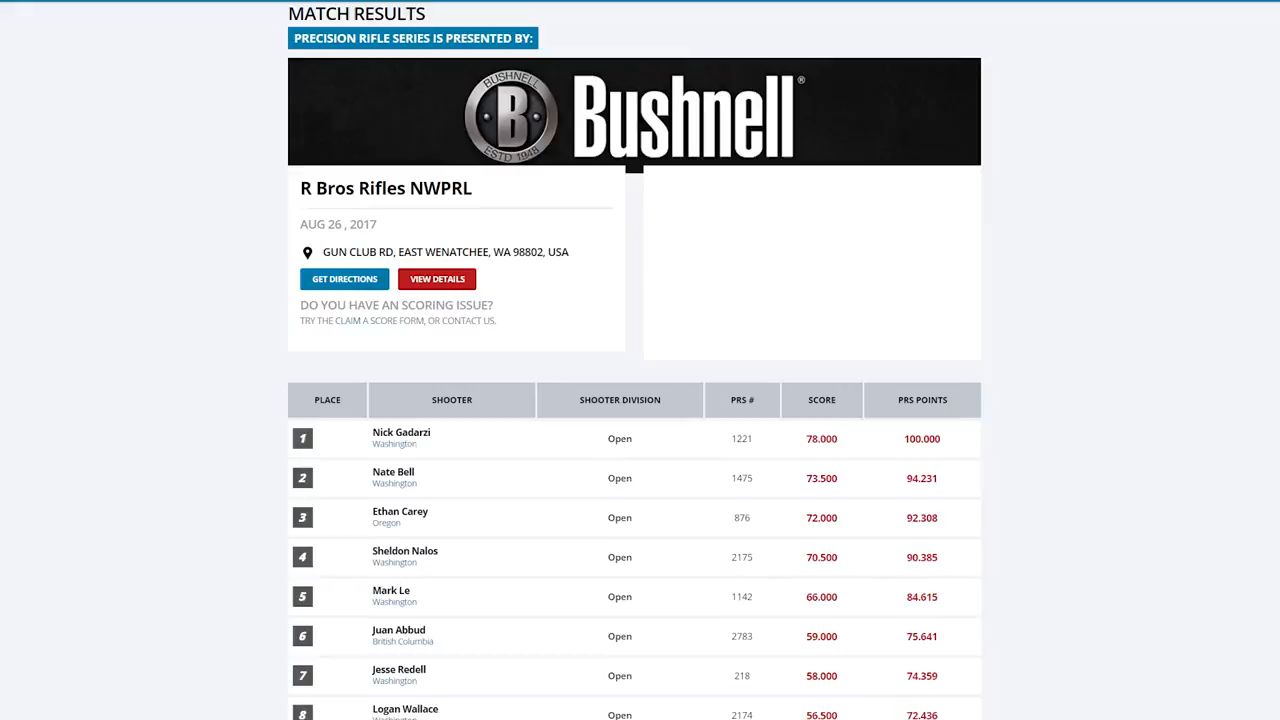 MATCH RESULTS
PRECISION RIFLE SERIES IS PRESENTED BY:
BUSHNELL
B
ESTD 1948
Bushnell®
R Bros Rifles NWPRL
AUG 26 , 2017
GUN CLUB RD, EAST WENATCHEE, WA 98802, USA
GET DIRECTIONS VIEW DETAILS
DO YOU HAVE AN SCORING ISSUE?
TRY THE CLAIM A SCORE FORM, OR CONTACT US.
PLACE SHOOTER SHOOTER DIVISION PRS # SCORE PRS POINTS
1 Nick Gadarzi Open 1221 78.000 100.000
Washington
2 Nate Bell Open 1475 73.500 94.231
Washington
3 Ethan Carey Open 876 72.000 92.308
Oregon
4 Sheldon Nalos Open 2175 70.500 90.385
Washington
5 Mark Le Open 1142 66.000 84.615
Washington
6 Juan Abbud Open 2783 59.000 75.641
British Columbia
7 Jesse Redell Open 218 58.000 74.359
Washington
8 Logan Wallace Open 2174 56.500 72.436